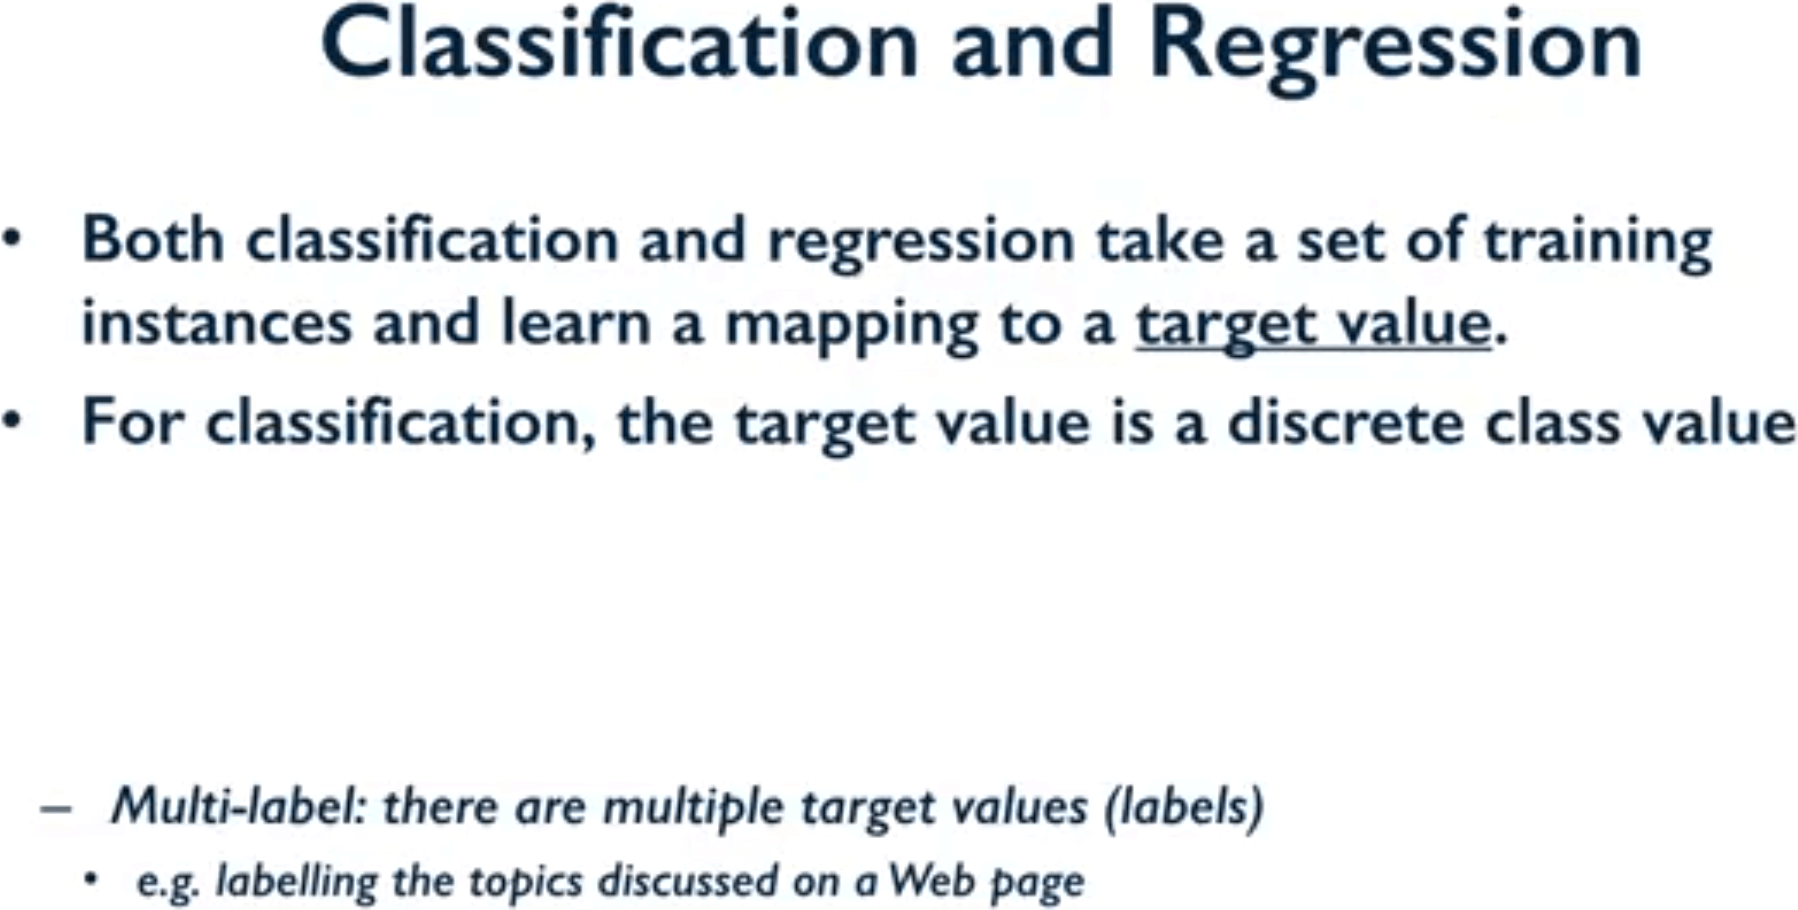 Classification and Regression
• Both classification and regression take a set of training
instances and learn a mapping to a target value.
• For classification, the target value is a discrete class value
– Multi-label: there are multiple target values (labels)
• e.g. labelling the topics discussed on a Web page